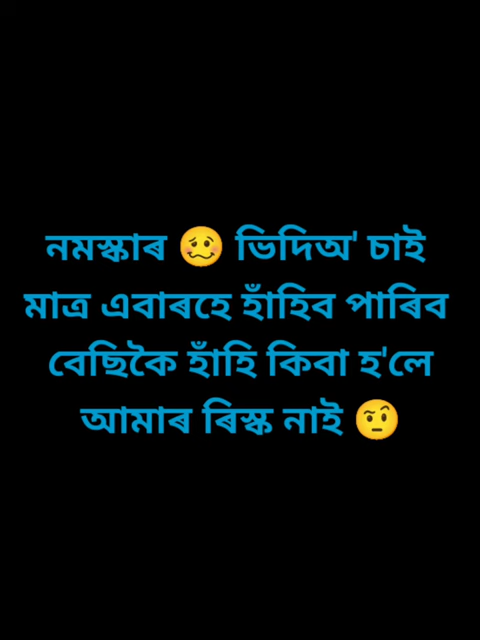 নমস্কাৰ 🥴 ভিদিঅ' চাই
মাত্ৰ এবাৰহে হাঁহিব পাৰিব
বেছিকৈ হাঁহি কিবা হ'লে
আমাৰ ৰিস্ক নাই 🤨